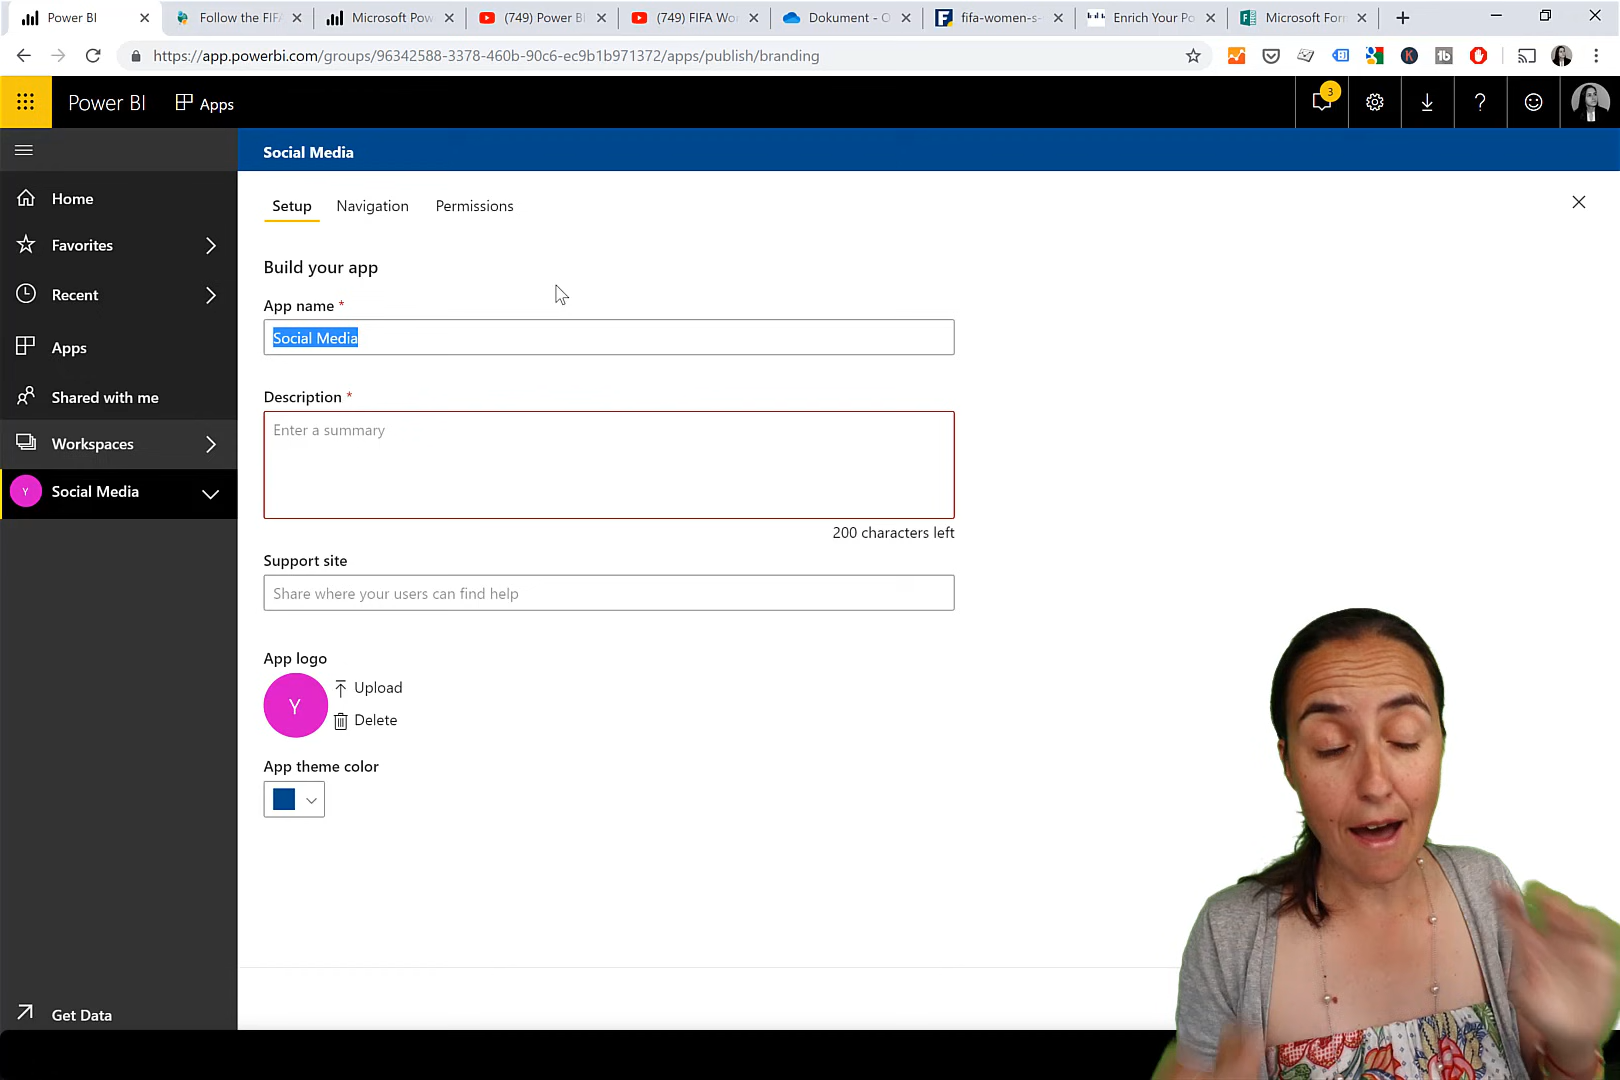 Power BI
Follow the FIF
Microsoft Pow
(749) Power B
(749) FIFA Wo
Dokument - O
fifa-women-s-
Enrich Your Po
Microsoft For
https://app.powerbi.com/groups/96342588-3378-460b-90c6-ec9b1b971372/apps/publish/branding
Power BI
Apps
3
?
Social Media
Home
Favorites
Recent
Apps
Shared with me
Workspaces
Y
Social Media
Get Data
Setup
Navigation
Permissions
Build your app
App name *
Social Media
Description *
Enter a summary
200 characters left
Support site
Share where your users can find help
App logo
Y
Upload
Delete
App theme color